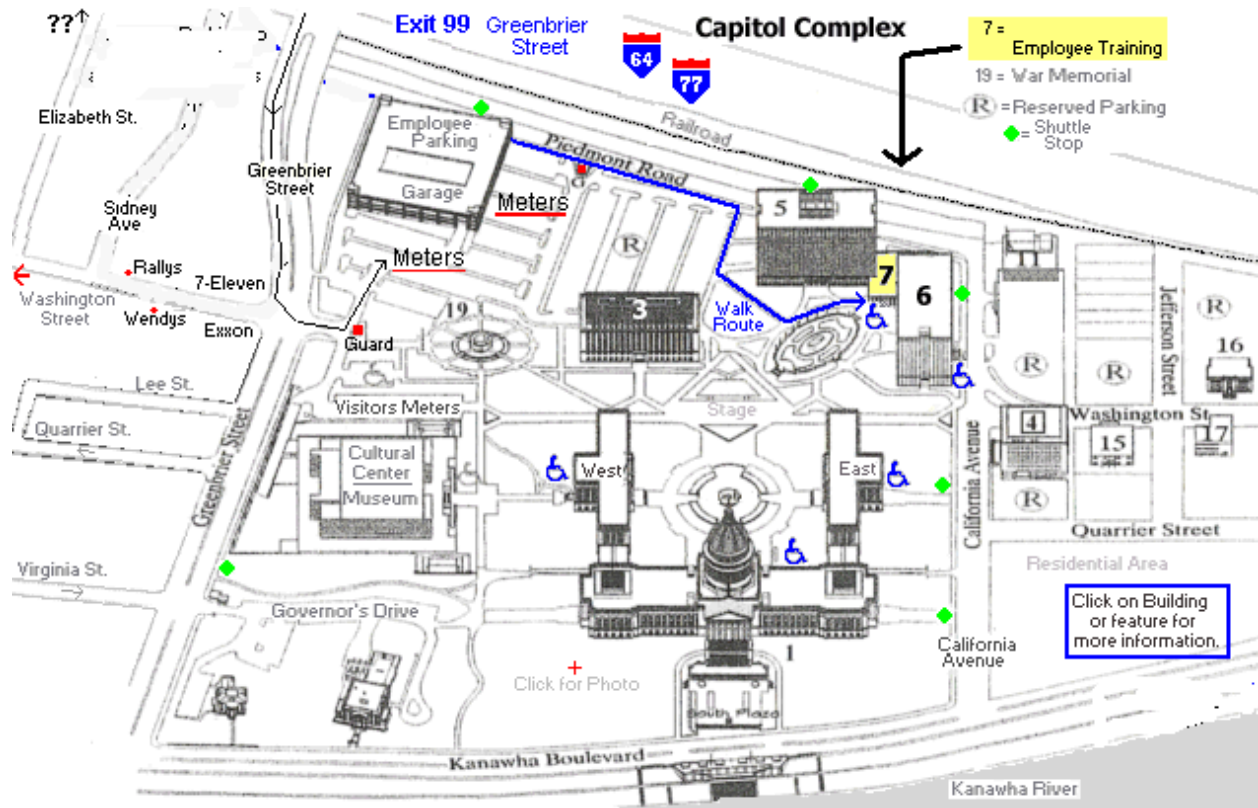 ??
Exit 99 Greenbrier
Street
64
77
Capitol Complex
7 =
Employee Training
19 = War Memorial
R = Reserved Parking
= Shuttle
Stop
Elizabeth St.
Employee
Parking
Garage
Railroad
Piedmont Road
Greenbrier
Street
Sidney
Ave
Meters
G
R
5
Meters
Rallys
7-Eleven
Washington
Street
Wendys
Exxon
Guard
19
3
Walk
Route
7
6
Jefferson Street
R
R
R
16
Lee St.
Quarrier St.
Visitors Meters
Stage
4
Washington St
15
17
Greenbrier Street
Cultural
Center
Museum
West
East
California Avenue
R
Quarrier Street
Virginia St.
Residential Area
Governor's Drive
Click on Building
or feature for
more information.
California
Avenue
1
Click for Photo
South Plaza
Kanawha Boulevard
Kanawha River